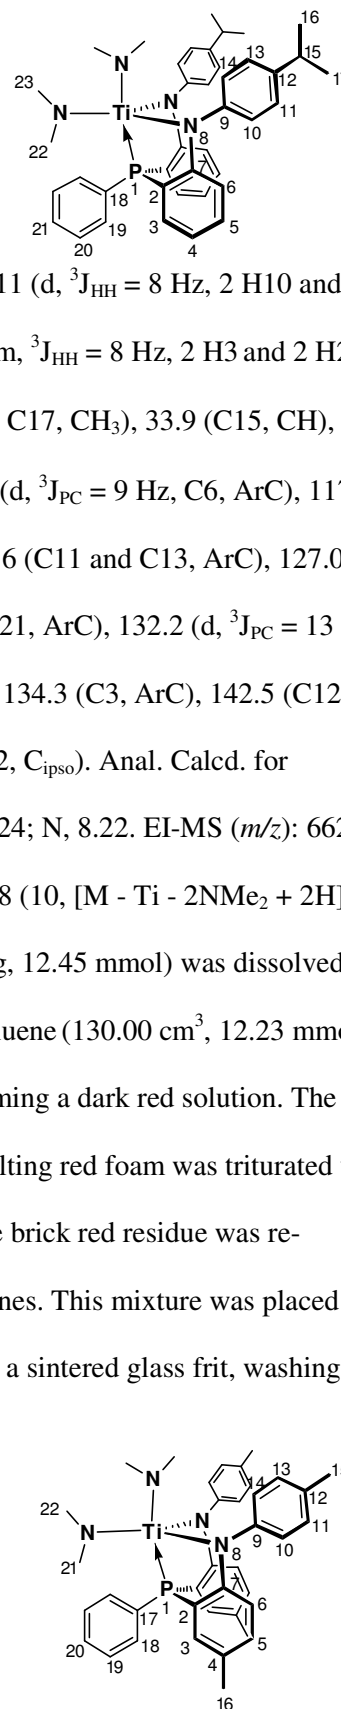 16
N
14
13
15
23
N
Ti
N
12
17
N
9
11
22
8
10
P
7
1
6
18
2
21
19
3
5
20
4
11 (d, ³J_HH = 8 Hz, 2 H10 and
m, ³J_HH = 8 Hz, 2 H3 and 2 H2
C17, CH₃), 33.9 (C15, CH),
(d, ³J_PC = 9 Hz, C6, ArC), 117
6 (C11 and C13, ArC), 127.0
21, ArC), 132.2 (d, ³J_PC = 13
134.3 (C3, ArC), 142.5 (C12
2, C_ipso). Anal. Calcd. for
24; N, 8.22. EI-MS (m/z): 662
8 (10, [M - Ti - 2NMe₂ + 2H]
g, 12.45 mmol) was dissolved
luene (130.00 cm³, 12.23 mmo
ming a dark red solution. The
lting red foam was triturated
e brick red residue was re-
nes. This mixture was placed
a sintered glass frit, washing
N
14
13
22
N
Ti
N
12
N
9
11
21
8
10
P
7
1
6
17
2
20
18
3
5
19
4
16